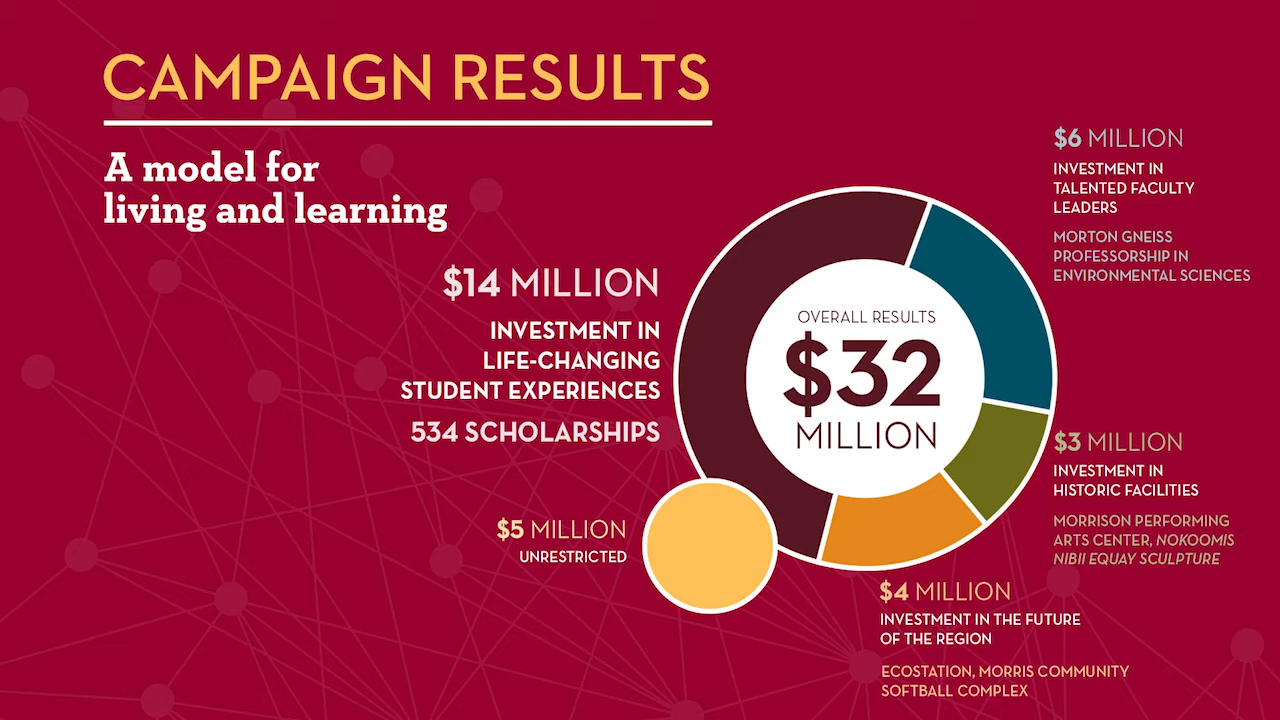 CAMPAIGN RESULTS
A model for
living and learning
$14 MILLION
INVESTMENT IN
LIFE-CHANGING
STUDENT EXPERIENCES
534 SCHOLARSHIPS
$5 MILLION
UNRESTRICTED
OVERALL RESULTS
$32
MILLION
$6 MILLION
INVESTMENT IN
TALENTED FACULTY
LEADERS
MORTON GNEISS
PROFESSORSHIP IN
ENVIRONMENTAL SCIENCES
$3 MILLION
INVESTMENT IN
HISTORIC FACILITIES
MORRISON PERFORMING
ARTS CENTER, NOKOOMIS
NIBII EQUAY SCULPTURE
$4 MILLION
INVESTMENT IN THE FUTURE
OF THE REGION
ECOSTATION, MORRIS COMMUNITY
SOFTBALL COMPLEX